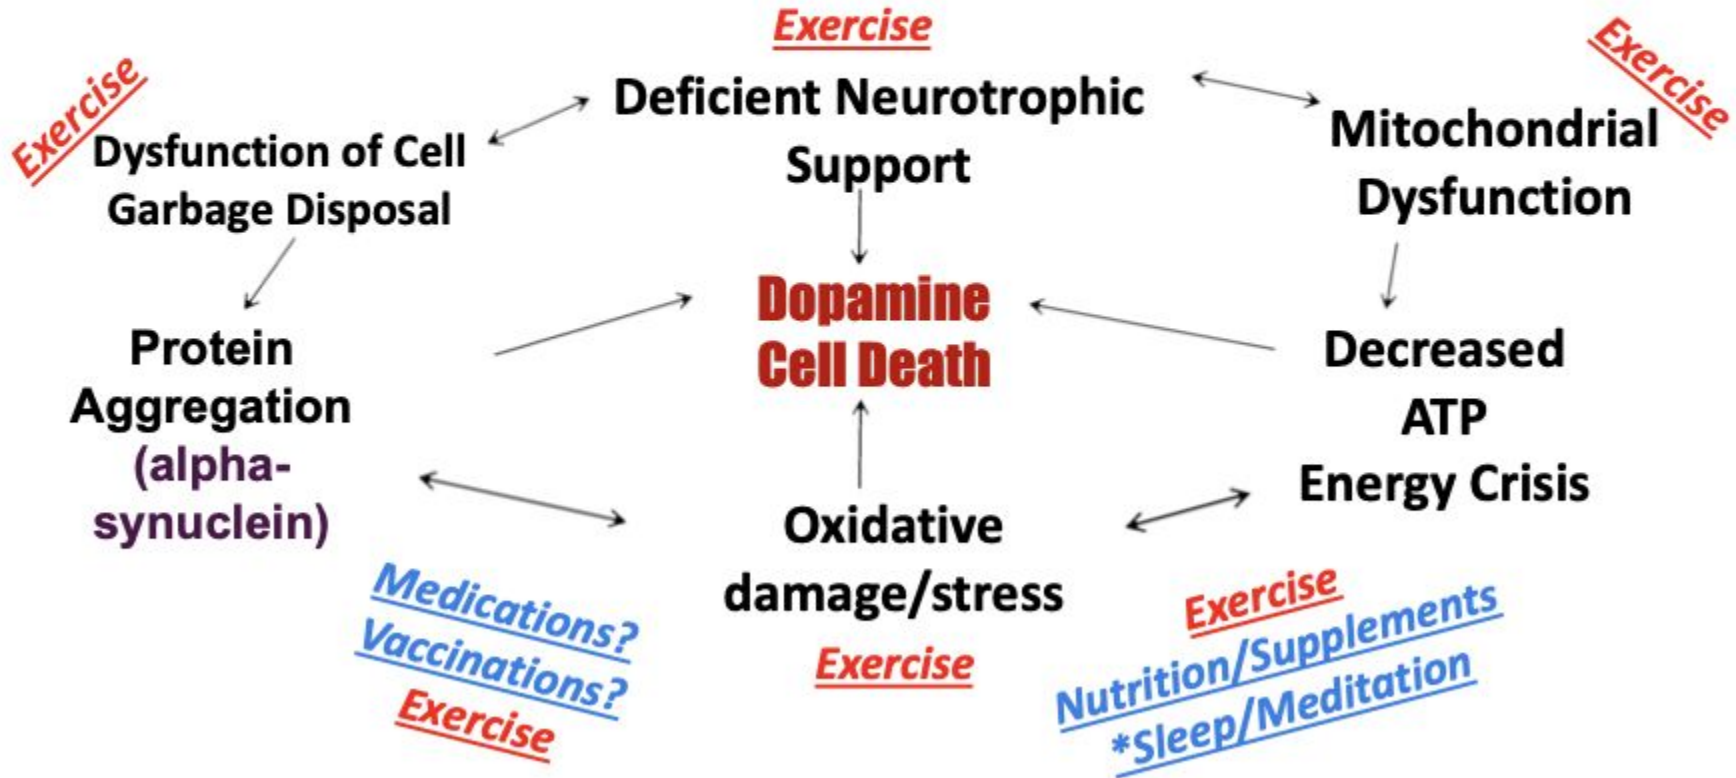 Exercise
Deficient Neurotrophic
Support
Exercise
Dysfunction of Cell
Garbage Disposal
Exercise
Mitochondrial
Dysfunction
Dopamine
Cell Death
Protein
Aggregation
(alpha-
synuclein)
Decreased
ATP
Energy Crisis
Oxidative
damage/stress
Exercise
Medications?
Vaccinations?
Exercise
Exercise
Nutrition/Supplements
*Sleep/Meditation